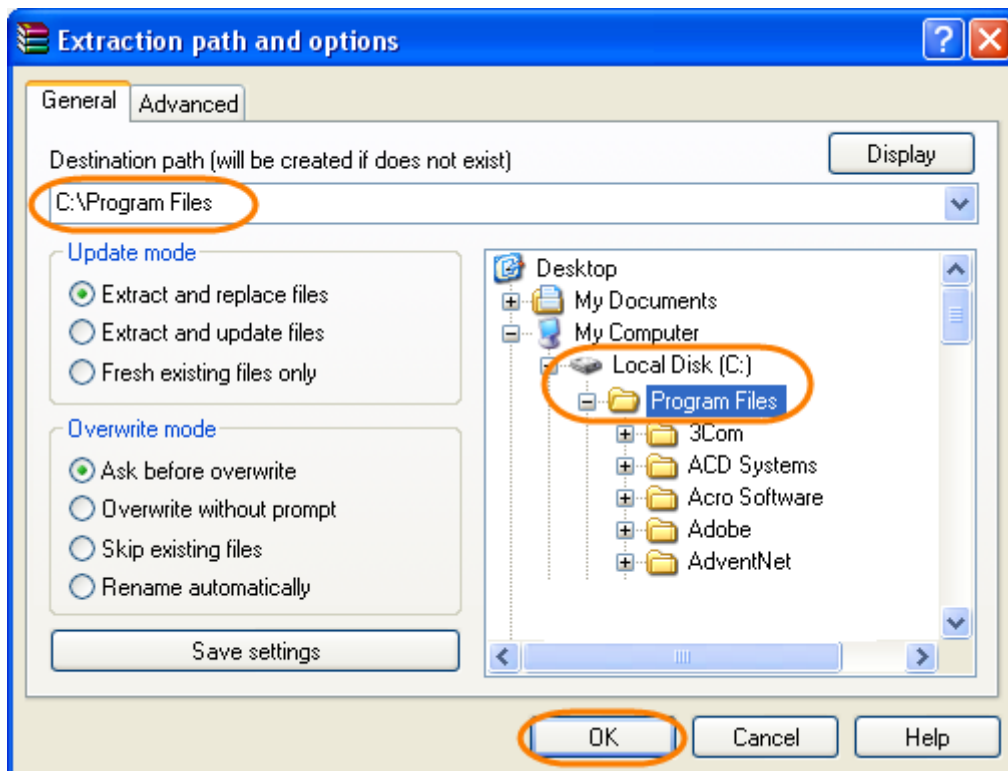 Extraction path and options
General
Advanced
Destination path (will be created if does not exist)
Display
C:\Program Files
Update mode
Extract and replace files
Extract and update files
Fresh existing files only
Overwrite mode
Ask before overwrite
Overwrite without prompt
Skip existing files
Rename automatically
Save settings
Desktop
My Documents
My Computer
Local Disk (C:)
Program Files
3Com
ACD Systems
Acro Software
Adobe
AdventNet
OK
Cancel
Help